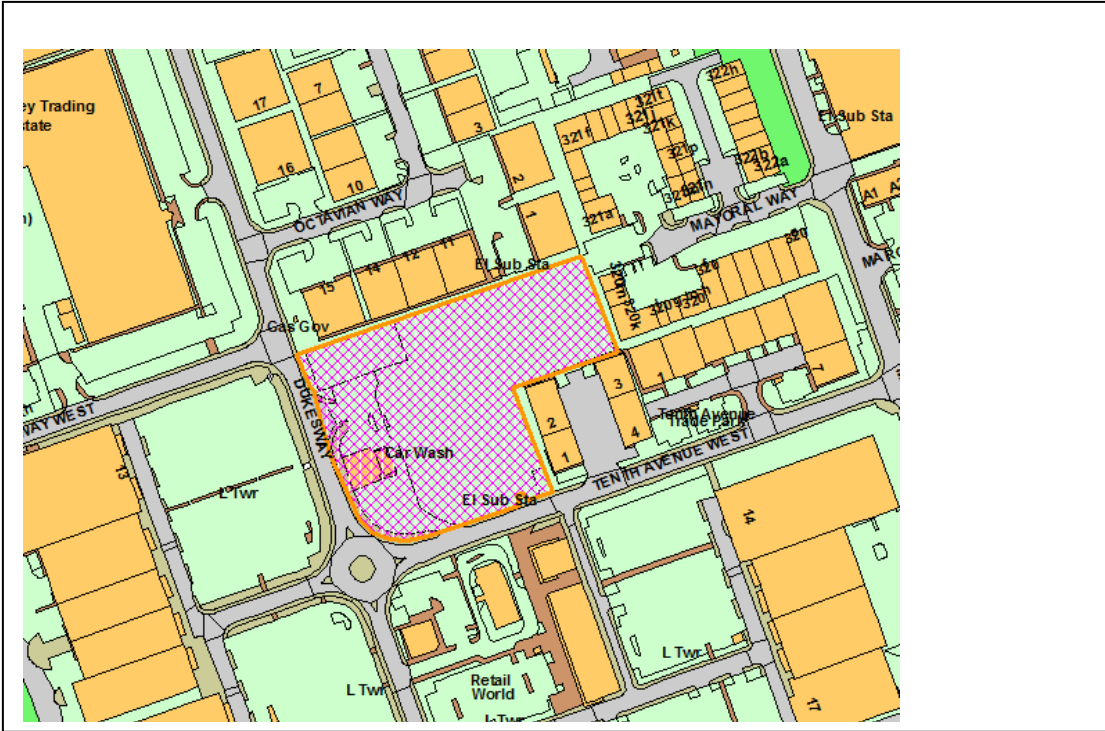 ey Trading
state
17
7
3
16
10
2
1
321f
321t
321j
321k
321p
321a
322h
322b
322a
El Sub Sta
A1
OCTAVIAN WAY
MAYORAL WAY
11
12
14
15
El Sub Sta
Gas Gov
320m
320k
320
DUKESWAY
WAY WEST
Car Wash
El Sub Sta
2
1
3
4
1
7
Tenth Avenue
Trade Park
TENTH AVENUE WEST
13
L Twr
14
L Twr
L Twr
Retail
World
L Twr
17